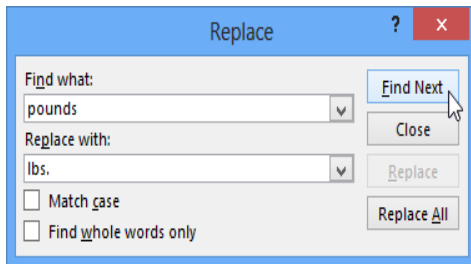 Replace ? x
Find what:
pounds
Find Next
Close
Replace with:
lbs.
Replace
Match case
Replace All
Find whole words only